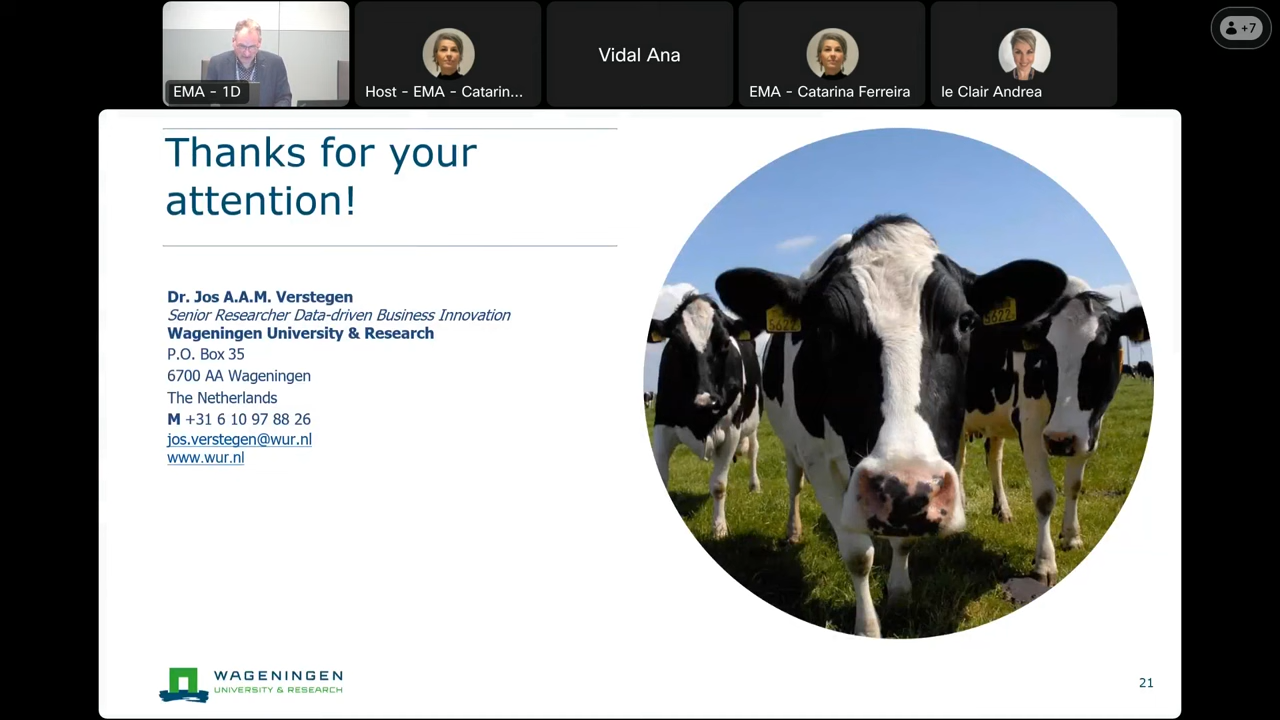 EMA - 1D
Host - EMA - Catarin...
Vidal Ana
EMA - Catarina Ferreira
le Clair Andrea
+7
Thanks for your
attention!
Dr. Jos A.A.M. Verstegen
Senior Researcher Data-driven Business Innovation
Wageningen University & Research
P.O. Box 35
6700 AA Wageningen
The Netherlands
M +31 6 10 97 88 26
jos.verstegen@wur.nl
www.wur.nl
5622
5622
WAGENINGEN
UNIVERSITY & RESEARCH
21